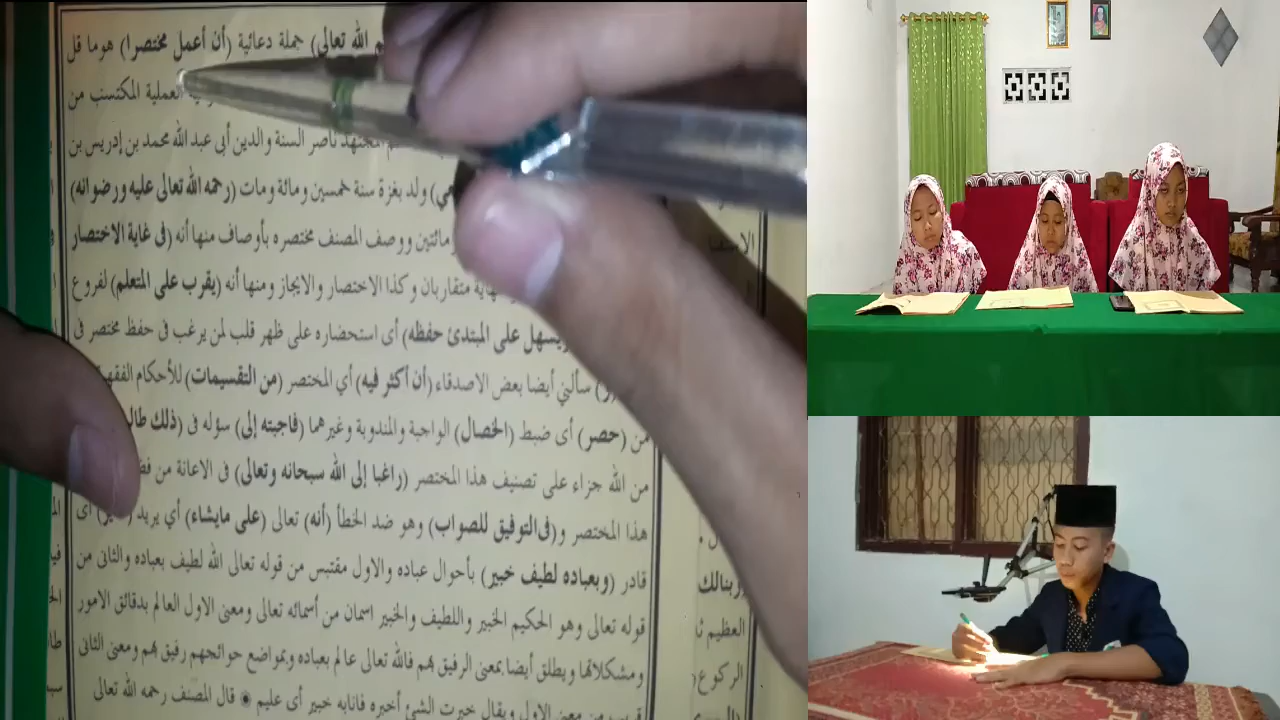 الله تعالى) جملة دعائية (أن أعمل مختصرا) هو ما قل
العملية المكتسب من
ناصر السنة والدين أبى عبد الله محمد بن إدريس بن
ولد بغزة سنة خمسين ومائة ومات (رحمه الله تعالى عليه ورضوانه)
مائتين ووصف المصنف مختصره بأوصاف منها أنه (فى غاية الاختصار
متقاربان وكذا الاختصار والايجاز ومنها أنه (يقرب على المتعلم) لفروع
ويسهل على المبتدئ حفظه) أى استحضاره على ظهر قلب لمن يرغب فى حفظ مختصر فى
سألني أيضا بعض الاصدقاء (أن أكثر فيه) أي المختصر (من التقسيمات) للأحكام
من (حصر) أى ضبط (الخصال) الواجبة والمندوبة وغيرهما (فاجبته إلى) سؤله فى (ذلك
من الله جزاء على تصنيف هذا المختصر (راغبا إلى الله سبحانه وتعالى) فى الاعانة من
هذا المختصر و(فى التوفيق للصواب) وهو ضد الخطأ (أنه) تعالى (على مايشاء) أي يريد أى
قادر (وبعباده لطيف خبير) بأحوال عباده والاول مقتبس من قوله تعالى الله لطيف بعباده والثانى من
قوله تعالى وهو الحكيم الخبير واللطيف والخبير اسمان من أسمائه تعالى ومعنى الاول العالم بدقائق الامور
ومشكلاتها ويطلق أيضا بمعنى الرفيق بهم فالله تعالى عالم بعباده وبمواضع حوائجهم رفيق بهم ومعنى الثانى
قريب من معنى الاول ويقال خبرت الشئ أخبره فانابه خبير أى عليم ۞ قال المصنف رحمه الله تعالى
العظيم
الركوع